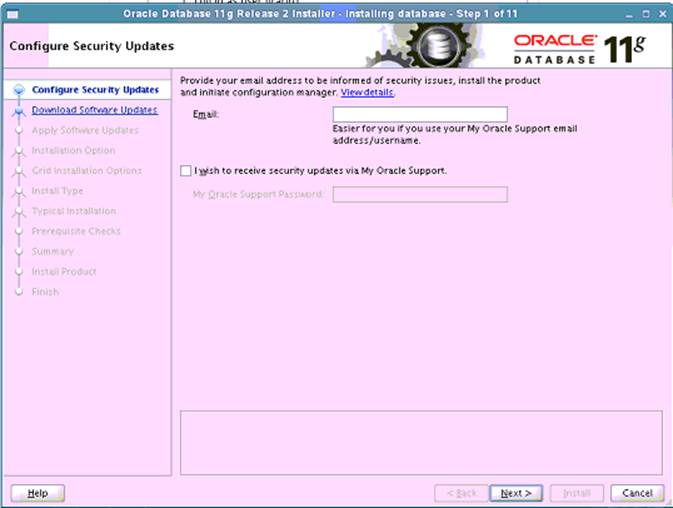 Oracle Database 11g Release 2 Installer - Installing database - Step 1 of 11
Configure Security Updates
ORACLE
DATABASE
11g
Configure Security Updates
Download Software Updates
Apply Software Updates
Installation Option
Grid Installation Options
Install Type
Typical Installation
Prerequisite Checks
Summary
Install Product
Finish
Provide your email address to be informed of security issues, install the product
and initiate configuration manager. View details.
Email:
Easier for you if you use your My Oracle Support email
address/username.
I wish to receive security updates via My Oracle Support.
My Oracle Support Password:
Help
< Back
Next >
Install
Cancel